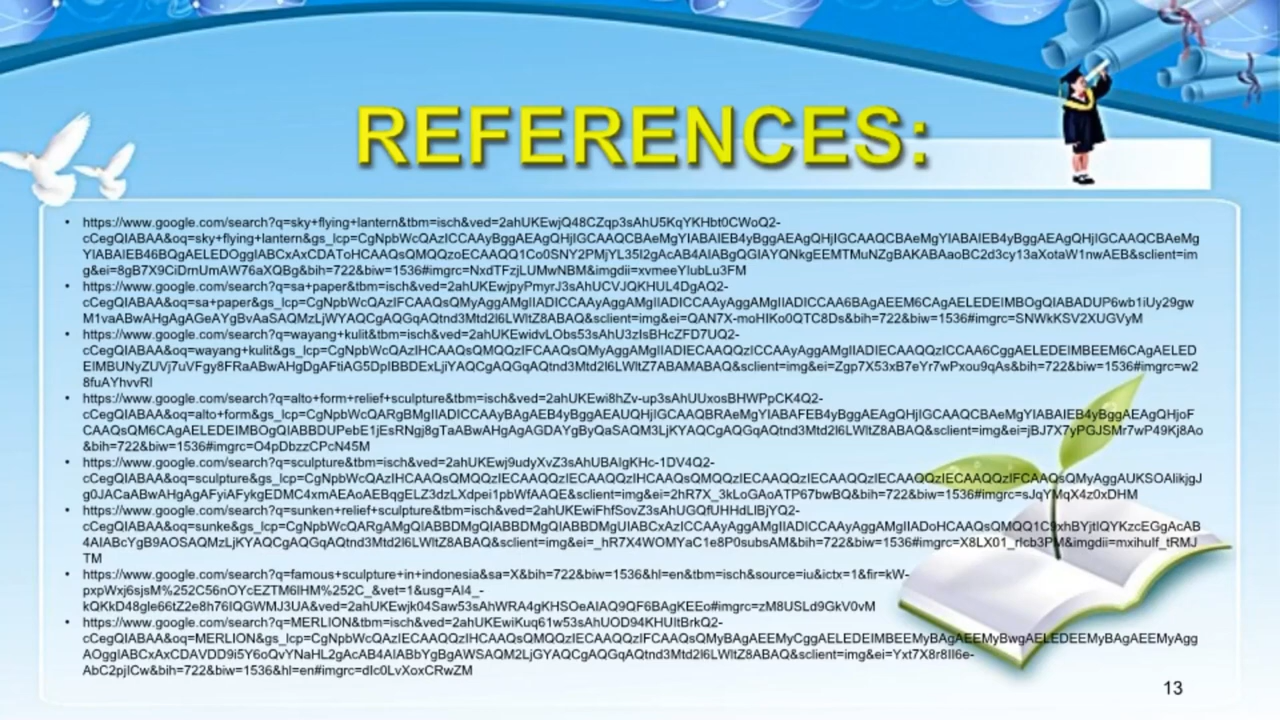 REFERENCES:
• https://www.google.com/search?q=sky+flying+lantern&tbm=isch&ved=2ahUKEwjQ48CZqp3sAhU5KqYKHbt0CWoQ2-
cCegQIABAA&oq=sky+flying+lantern&gs_lcp=CgNpbWcQAzICCAAyBggAEAgQHjIGCAAQCBAeMgYIABAIEB4yBggAEAgQHjIGCAAQCBAeMgYIABAIEB4yBggAEAgQHjIGCAAQCBAeMg
YIABAIEB46BQgAELEDOggIABCxAxCDAToHCAAQsQMQQzoECAAQQ1Co0SNY2PMjYL35I2gAcAB4AIABgQGIAYQNkgEEMTMuNZgBAKABAaoBC2d3cy13aXotaW1nwAEB&sclient=im
g&ei=8gB7X9CiDrnUmAW76aXQBg&bih=722&biw=1536#imgrc=NxdTFzjLUMwNBM&imgdii=xvmeeYlubLu3FM
• https://www.google.com/search?q=sa+paper&tbm=isch&ved=2ahUKEwjpyPmyrJ3sAhUCVJQKHUL4DgAQ2-
cCegQIABAA&oq=sa+paper&gs_lcp=CgNpbWcQAzIFCAAQsQMyAggAMgIIADICCAAyAggAMgIIADICCAAyAggAMgIIADICCAA6BAgAEEM6CAgAELEDEIMBOgQIABADUP6wb1iUy29gw
M1vaABwAHgAgAGeAYgBvAaSAQMzLjWYAQCgAQGqAQtnd3Mtd2l6LWltZ8ABAQ&sclient=img&ei=QAN7X-moHIKo0QTC8Ds&bih=722&biw=1536#imgrc=SNWkKSV2XUGVyM
• https://www.google.com/search?q=wayang+kulit&tbm=isch&ved=2ahUKEwidvLObs53sAhU3zIsBHcZFD7UQ2-
cCegQIABAA&oq=wayang+kulit&gs_lcp=CgNpbWcQAzIHCAAQsQMQQzIFCAAQsQMyAggAMgIIADIECAAQQzICCAAyAggAMgIIADIECAAQQzICCAA6CggAELEDEIMBEEM6CAgAELED
EIMBUNyZUVj7uVFgy8FRaABwAHgDgAFtiAG5DpIBBDExLjiYAQCgAQGqAQtnd3Mtd2l6LWltZ7ABAMABAQ&sclient=img&ei=Zgp7X53xB7eYr7wPxou9qAs&bih=722&biw=1536#imgrc=w2
8fuAYhvvRI
• https://www.google.com/search?q=alto+form+relief+sculpture&tbm=isch&ved=2ahUKEwi8hZv-up3sAhUUxosBHWPpCK4Q2-
cCegQIABAA&oq=alto+form&gs_lcp=CgNpbWcQARgBMgIIADICCAAyBAgAEB4yBggAEAUQHjIGCAAQBRAeMgYIABAFEB4yBggAEAgQHjIGCAAQCBAeMgYIABAIEB4yBggAEAgQHjoF
CAAQsQM6CAgAELEDEIMBOgQIABBDUPebE1jEsRNgj8gTaABwAHgAgAGDAYgByQaSAQM3LjKYAQCgAQGqAQtnd3Mtd2l6LWltZ8ABAQ&sclient=img&ei=jBJ7X7yPGJSMr7wP49Kj8Ao
&bih=722&biw=1536#imgrc=O4pDbzzCPcN45M
• https://www.google.com/search?q=sculpture&tbm=isch&ved=2ahUKEwj9udyXvZ3sAhUBAIgKHc-1DV4Q2-
cCegQIABAA&oq=sculpture&gs_lcp=CgNpbWcQAzIHCAAQsQMQQzIECAAQQzIECAAQQzIHCAAQsQMQQzIECAAQQzIECAAQQzIECAAQQzIECAAQQzIFCAAQsQMyAggAUKSOAlikjgJ
g0JACaABwAHgAgAFyiAFykgEDMC4xmAEAoAEBqgELZ3dzLXdpei1pbWfAAQE&sclient=img&ei=2hR7X_3kLoGAoATP67bwBQ&bih=722&biw=1536#imgrc=sJqYMqX4z0xDHM
• https://www.google.com/search?q=sunken+relief+sculpture&tbm=isch&ved=2ahUKEwiFhfSovZ3sAhUGQfUHHdLIBjYQ2-
cCegQIABAA&oq=sunke&gs_lcp=CgNpbWcQARgAMgQIABBDMgQIABBDMgQIABBDMgUIABCxAzICCAAyAggAMgIIADICCAAyAggAMgIIADoHCAAQsQMQQ1C9xhBYjtIQYKzcEGgAcAB
4AIABcYgB9AOSAQMzLjKYAQCgAQGqAQtnd3Mtd2l6LWltZ8ABAQ&sclient=img&ei=_hR7X4WOMYaC1e8P0subsAM&bih=722&biw=1536#imgrc=X8LX01_rIcb3PM&imgdii=mxihulf_tRMJ
TM
• https://www.google.com/search?q=famous+sculpture+in+indonesia&sa=X&bih=722&biw=1536&hl=en&tbm=isch&source=iu&ictx=1&fir=kW-
pxpWxj6sjsM%252C56nOYcEZTM6lHM%252C_&vet=1&usg=AI4_-
kQKkD48gle66tZ2e8h76IQGWMJ3UA&ved=2ahUKEwjk04Saw53sAhWRA4gKHSOeAlAQ9QF6BAgKEEo#imgrc=zM8USLd9GkV0vM
• https://www.google.com/search?q=MERLION&tbm=isch&ved=2ahUKEwiKuq61w53sAhUOD94KHUItBrkQ2-
cCegQIABAA&oq=MERLION&gs_lcp=CgNpbWcQAzIECAAQQzIHCAAQsQMQQzIECAAQQzIFCAAQsQMyBAgAEEMyCggAELEDEIMBEEMyBAgAEEMyBwgAELEDEEMyBAgAEEMyAgg
AOggIABCxAxCDAVDD9i5Y6oQvYNaHL2gAcAB4AIABbYgBgAWSAQM2LjGYAQCgAQGqAQtnd3Mtd2l6LWltZ8ABAQ&sclient=img&ei=Yxt7X8r8II6e-
AbC2pjICw&bih=722&biw=1536&hl=en#imgrc=dIc0LvXoxCRwZM
13